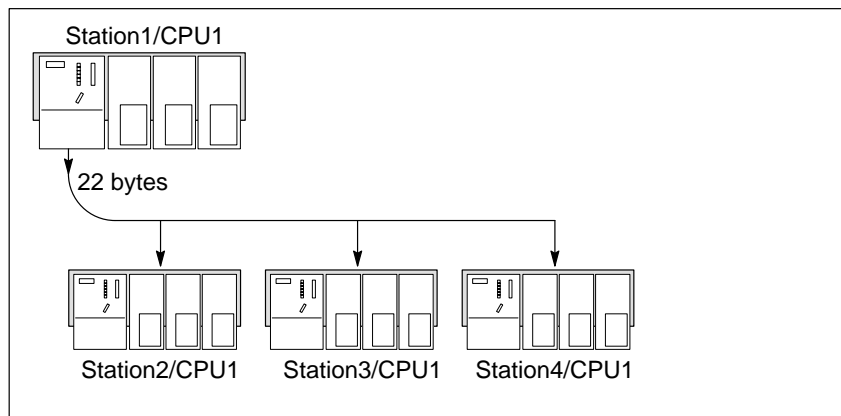 Station1/CPU1
22 bytes
Station2/CPU1
Station3/CPU1
Station4/CPU1